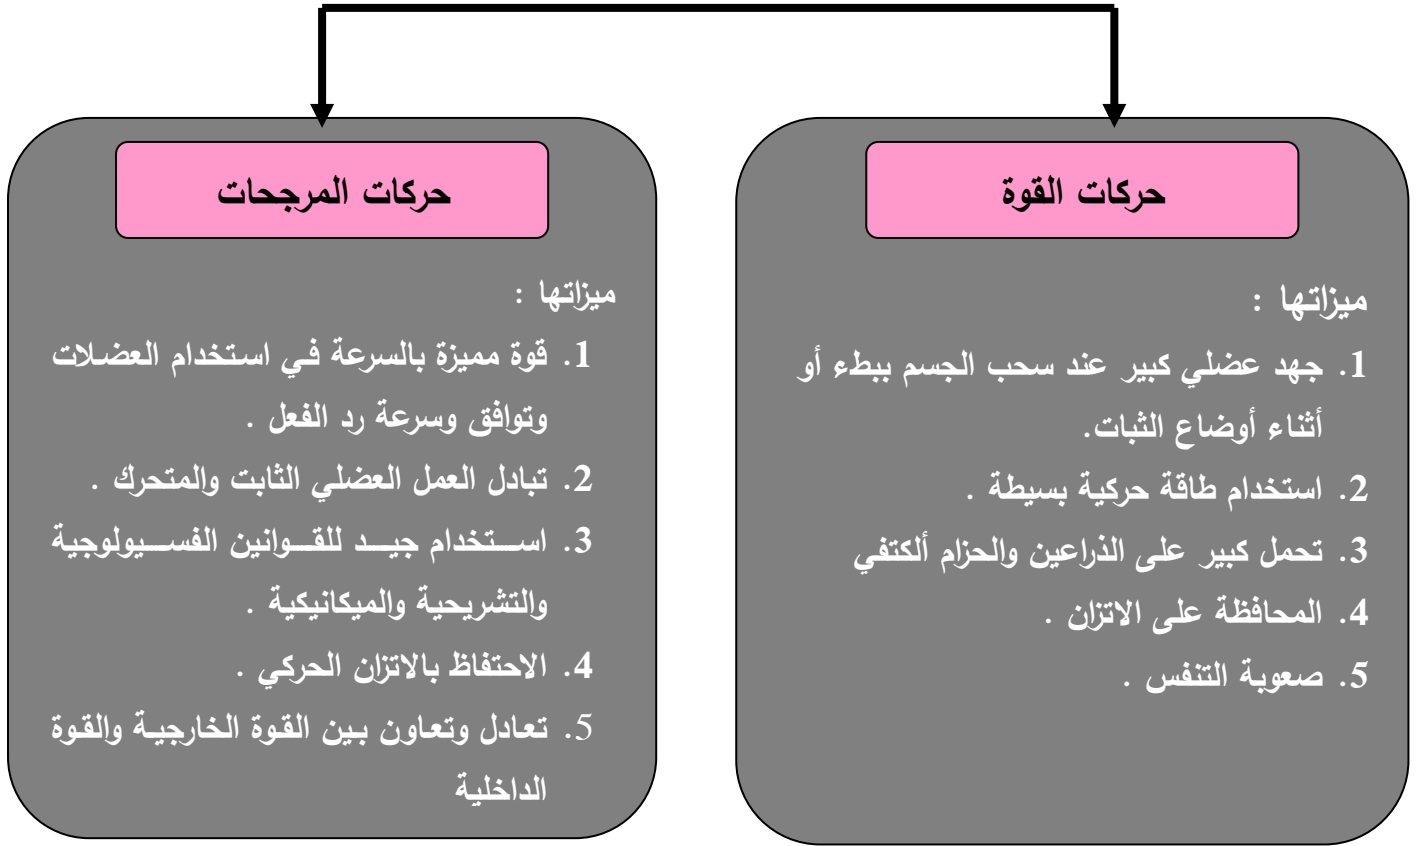 حركات القوة
ميزاتها :
1. جهد عضلي كبير عند سحب الجسم ببطء أو
أثناء أوضاع الثبات.
2. استخدام طاقة حركية بسيطة .
3. تحمل كبير على الذراعين والحزام ألكتفي
4. المحافظة على الاتزان .
5. صعوبة التنفس .
حركات المرجحات
ميزاتها :
1. قوة مميزة بالسرعة في استخدام العضلات
وتوافق وسرعة رد الفعل .
2. تبادل العمل العضلي الثابت والمتحرك .
3. استخدام جيد للقوانين الفسيولوجية
والتشريحية والميكانيكية .
4. الاحتفاظ بالاتزان الحركي .
5. تعادل وتعاون بين القوة الخارجية والقوة
الداخلية